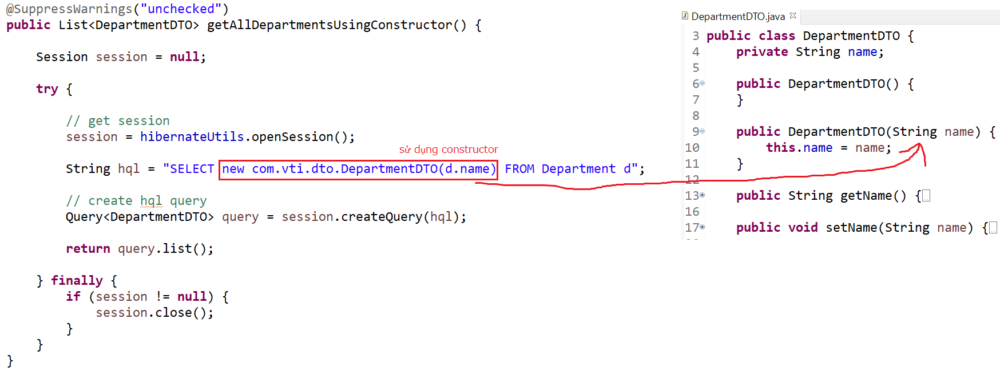 @SuppressWarnings("unchecked")
public List<DepartmentDTO> getAllDepartmentsUsingConstructor() {
Session session = null;
try {
// get session
session = hibernateUtils.openSession();
sử dụng constructor
String hql = "SELECT new com.vti.dto.DepartmentDTO(d.name) FROM Department d";
// create hql query
Query<DepartmentDTO> query = session.createQuery(hql);
return query.list();
} finally {
if (session != null) {
session.close();
}
}
}
DepartmentDTO.java
3 public class DepartmentDTO {
4 private String name;
5
6 public DepartmentDTO() {
7 }
8
9 public DepartmentDTO(String name) {
10 this.name = name;
11 }
12
13 public String getName() {
16
17 public void setName(String name) {